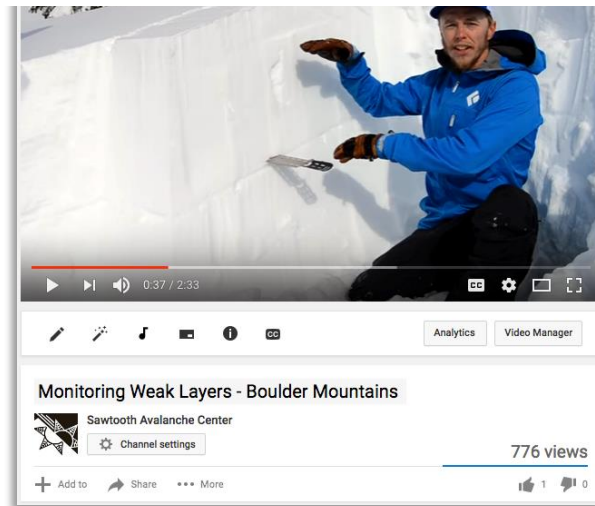 0:37 / 2:33
CC
CC
Analytics
Video Manager
Monitoring Weak Layers - Boulder Mountains
Sawtooth Avalanche Center
Channel settings
776 views
Add to
Share
More
1
0